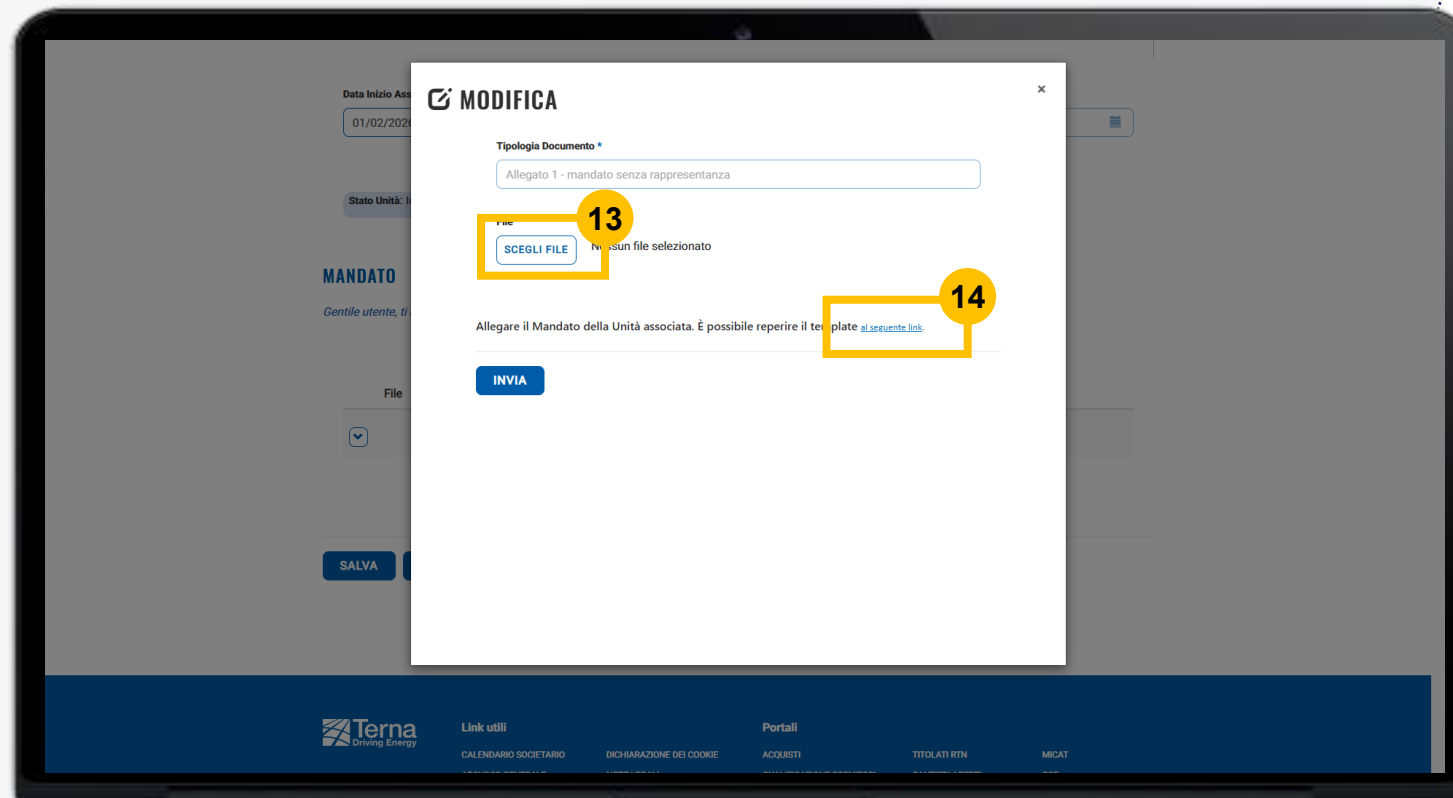 Data Inizio Ass
01/02/2026
Stato Unità:
MANDATO
Gentile utente, ti
File
SALVA
MODIFICA
×
Tipologia Documento *
Allegato 1 - mandato senza rappresentanza
File
13
SCEGLI FILE
Nessun file selezionato
14
Allegare il Mandato della Unità associata. È possibile reperire il template al seguente link.
INVIA
Terna
Driving Energy
Link utili
Portali
CALENDARIO SOCIETARIO
DICHIARAZIONE DEI COOKIE
ACQUISTI
TITOLATI RTN
MICAT